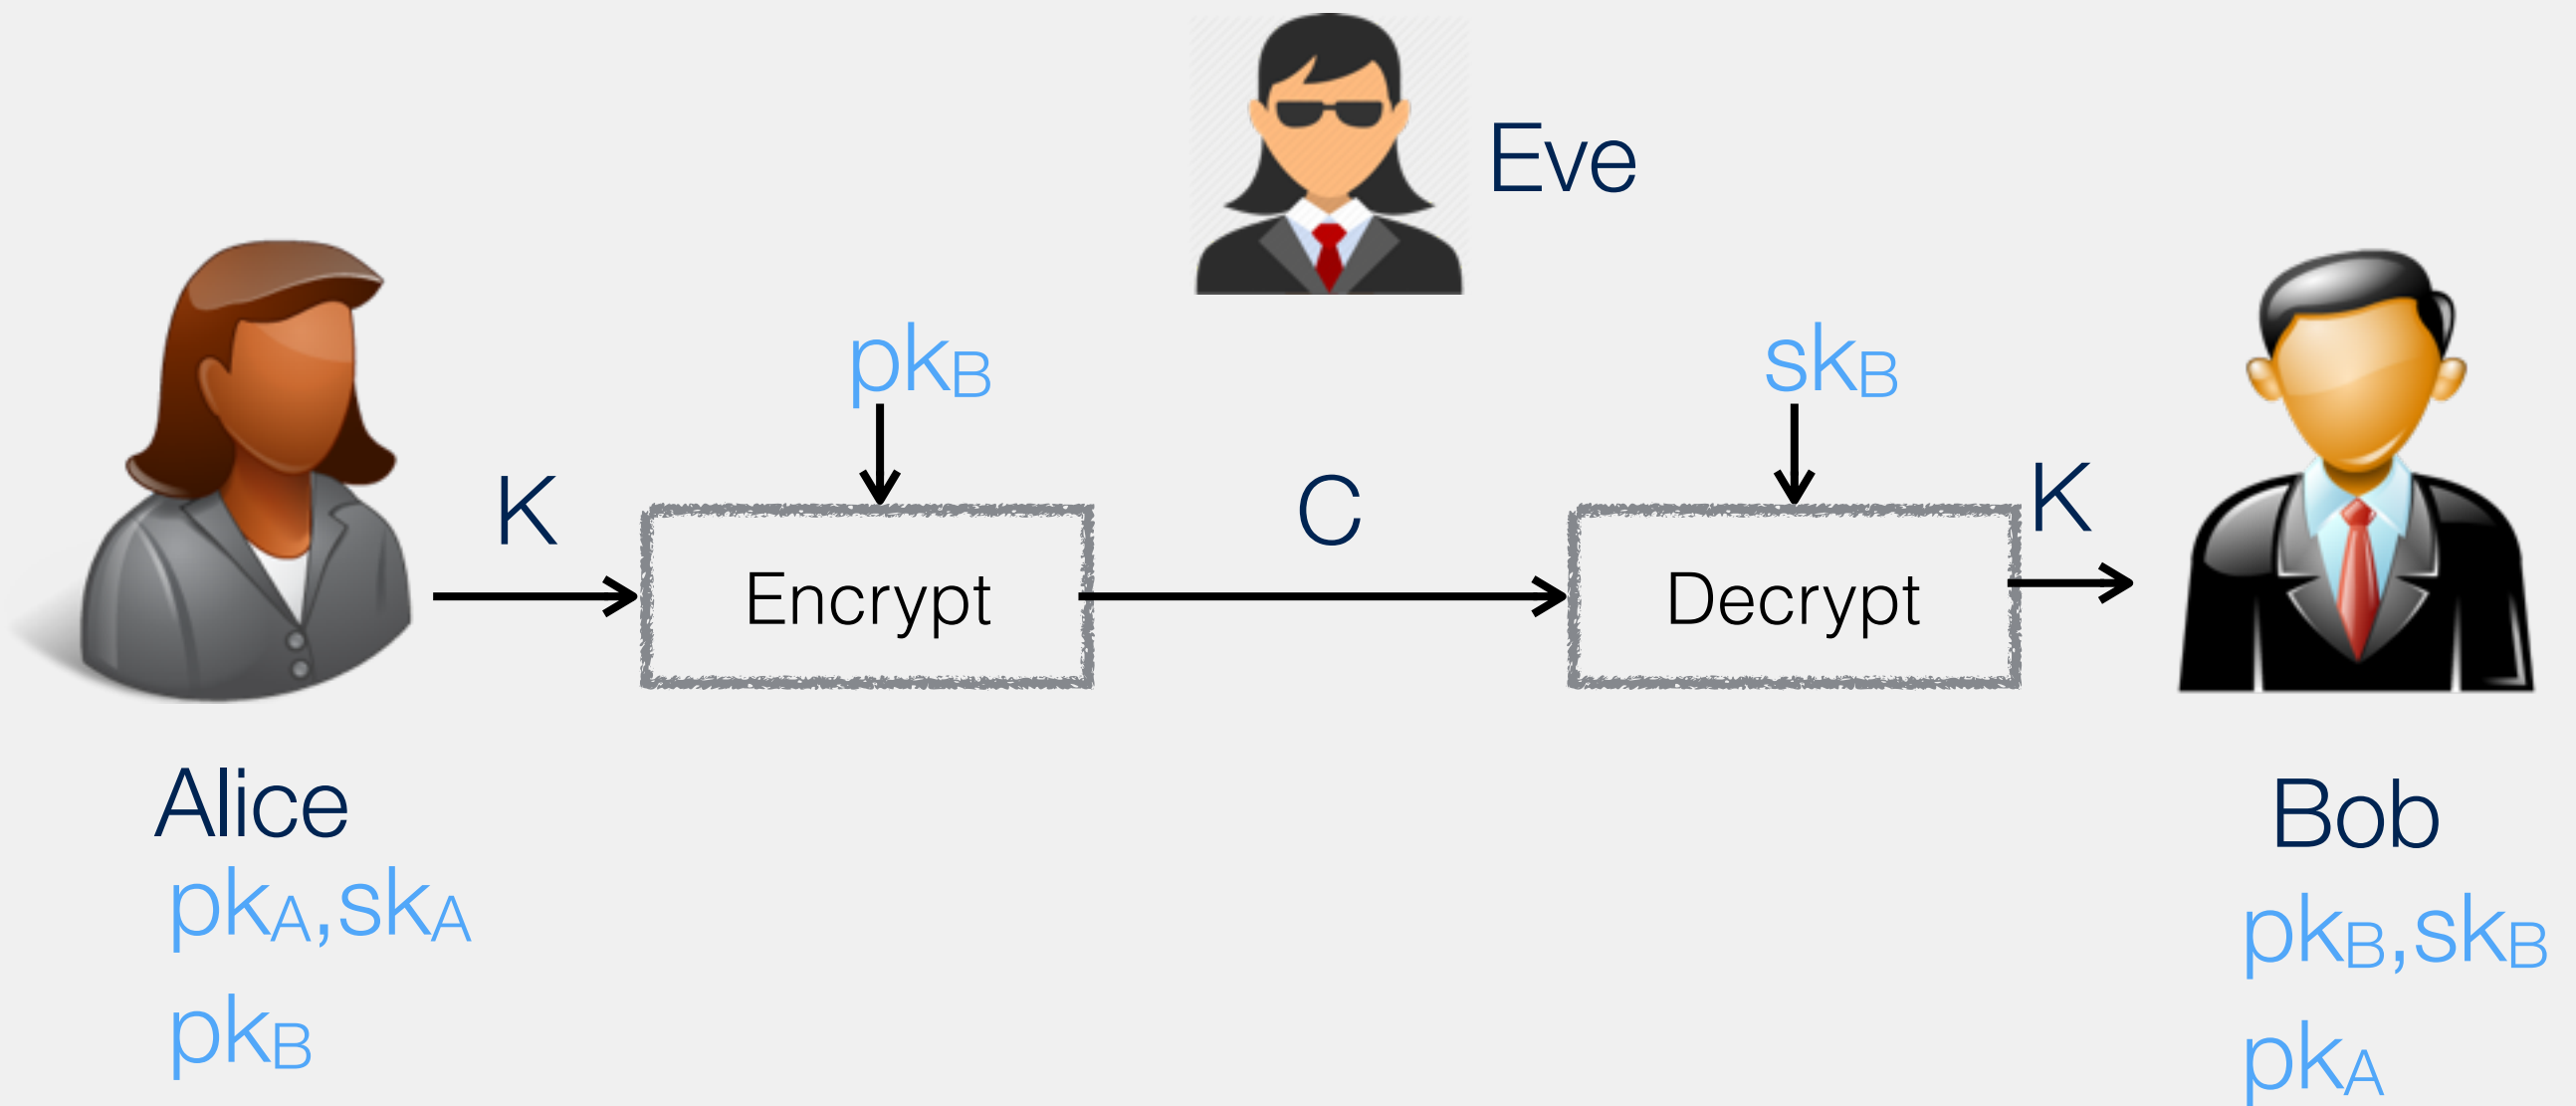 Eve
pkB
skB
K
C
K
Encrypt
Decrypt
Alice
pkA,skA
pkB
Bob
pkB,skB
pkA